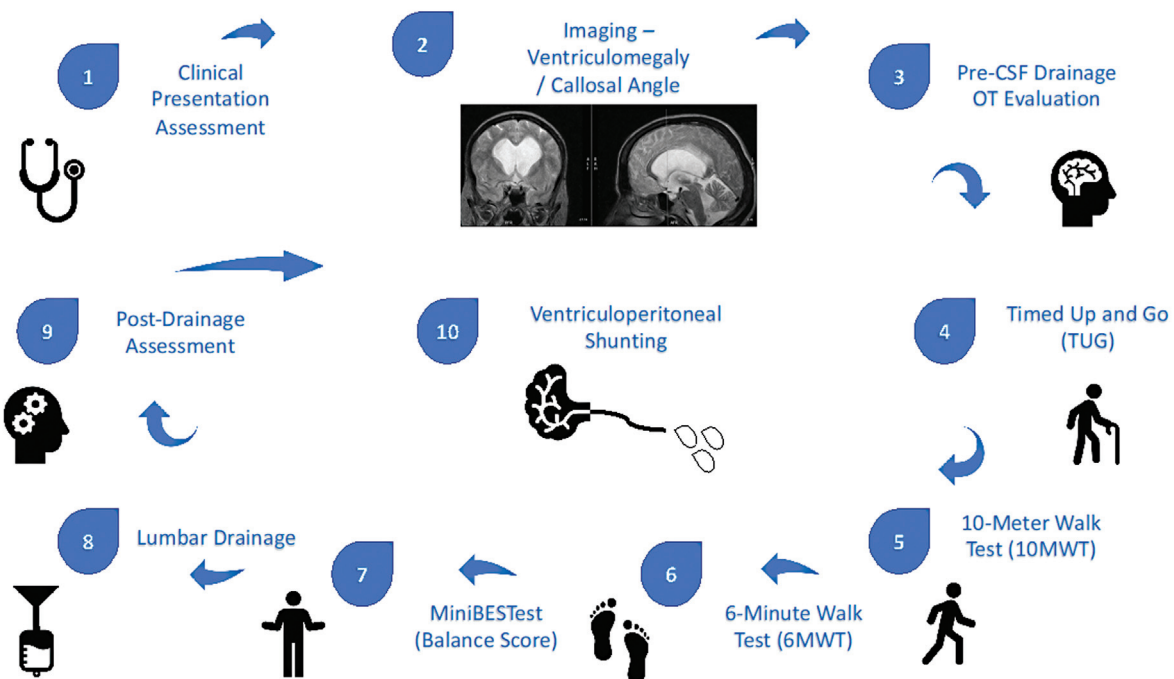 1
Clinical
Presentation
Assessment
2
Imaging –
Ventriculomegaly
/ Callosal Angle
3
Pre-CSF Drainage
OT Evaluation
4
Timed Up and Go
(TUG)
5
10-Meter Walk
Test (10MWT)
6
6-Minute Walk
Test (6MWT)
7
MiniBESTest
(Balance Score)
8
Lumbar Drainage
9
Post-Drainage
Assessment
10
Ventriculoperitoneal
Shunting